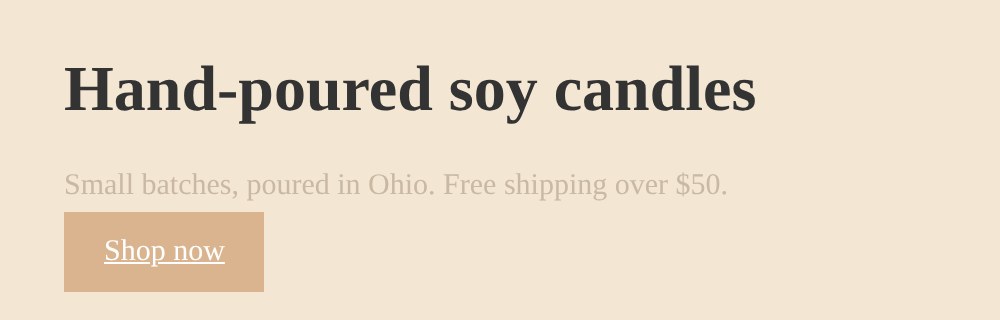 Hand-poured soy candles
Small batches, poured in Ohio. Free shipping over $50.
Shop now